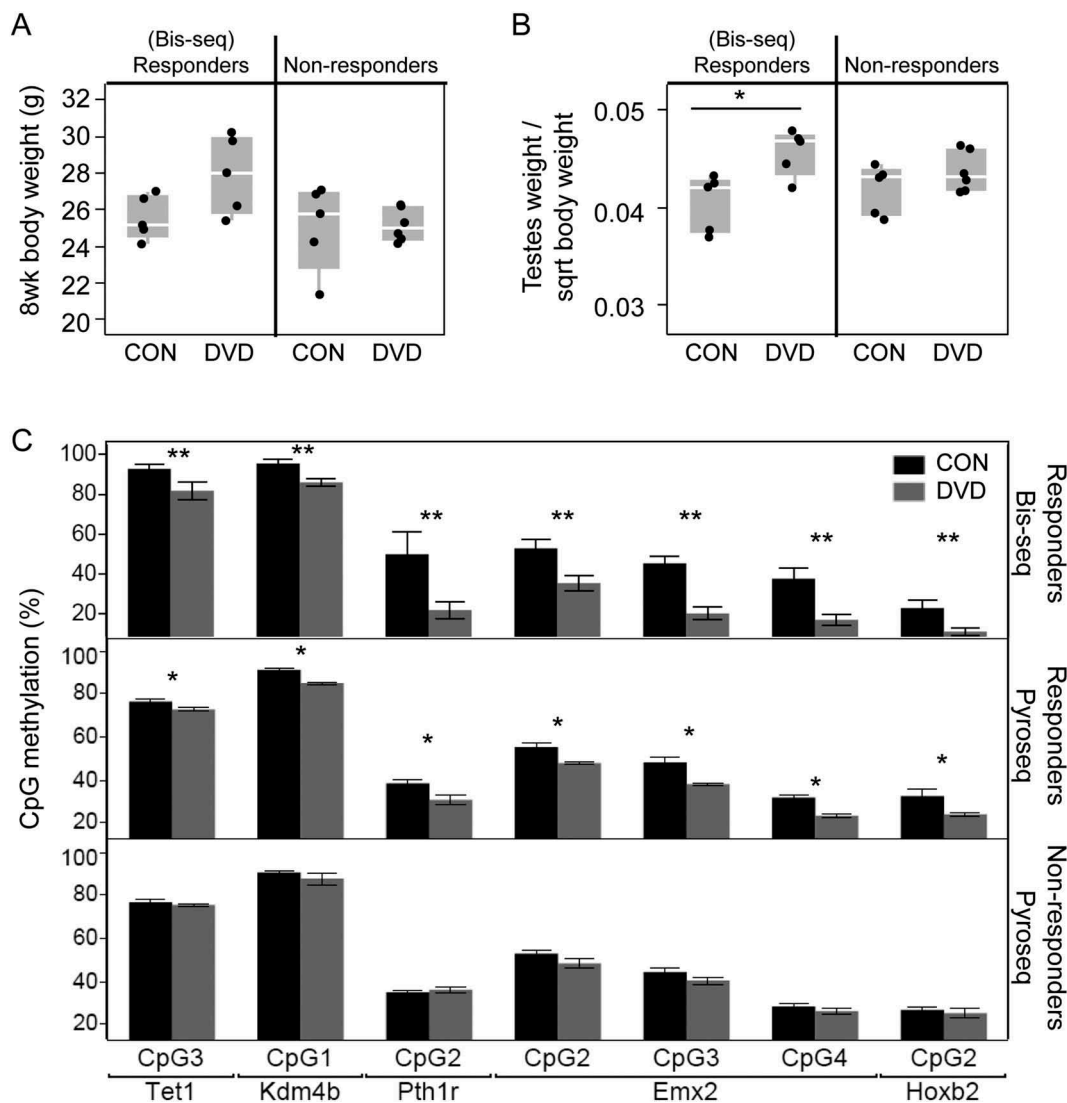 A
(Bis-seq)
Responders
Non-responders
8wk body weight (g)
32
30
28
26
24
22
20
CON
DVD
CON
DVD
B
(Bis-seq)
Responders
Non-responders
Testes weight /
sqrt body weight
0.05
0.04
0.03
*
CON
DVD
CON
DVD
C
CpG methylation (%)
100
80
60
40
20
** ** ** ** ** ** **
CON
DVD
Responders
Bis-seq
100
80
60
40
20
* * * * * * *
Responders
Pyroseq
100
80
60
40
20
Non-responders
Pyroseq
CpG3 CpG1 CpG2 CpG2 CpG3 CpG4 CpG2
Tet1 Kdm4b Pth1r Emx2 Hoxb2